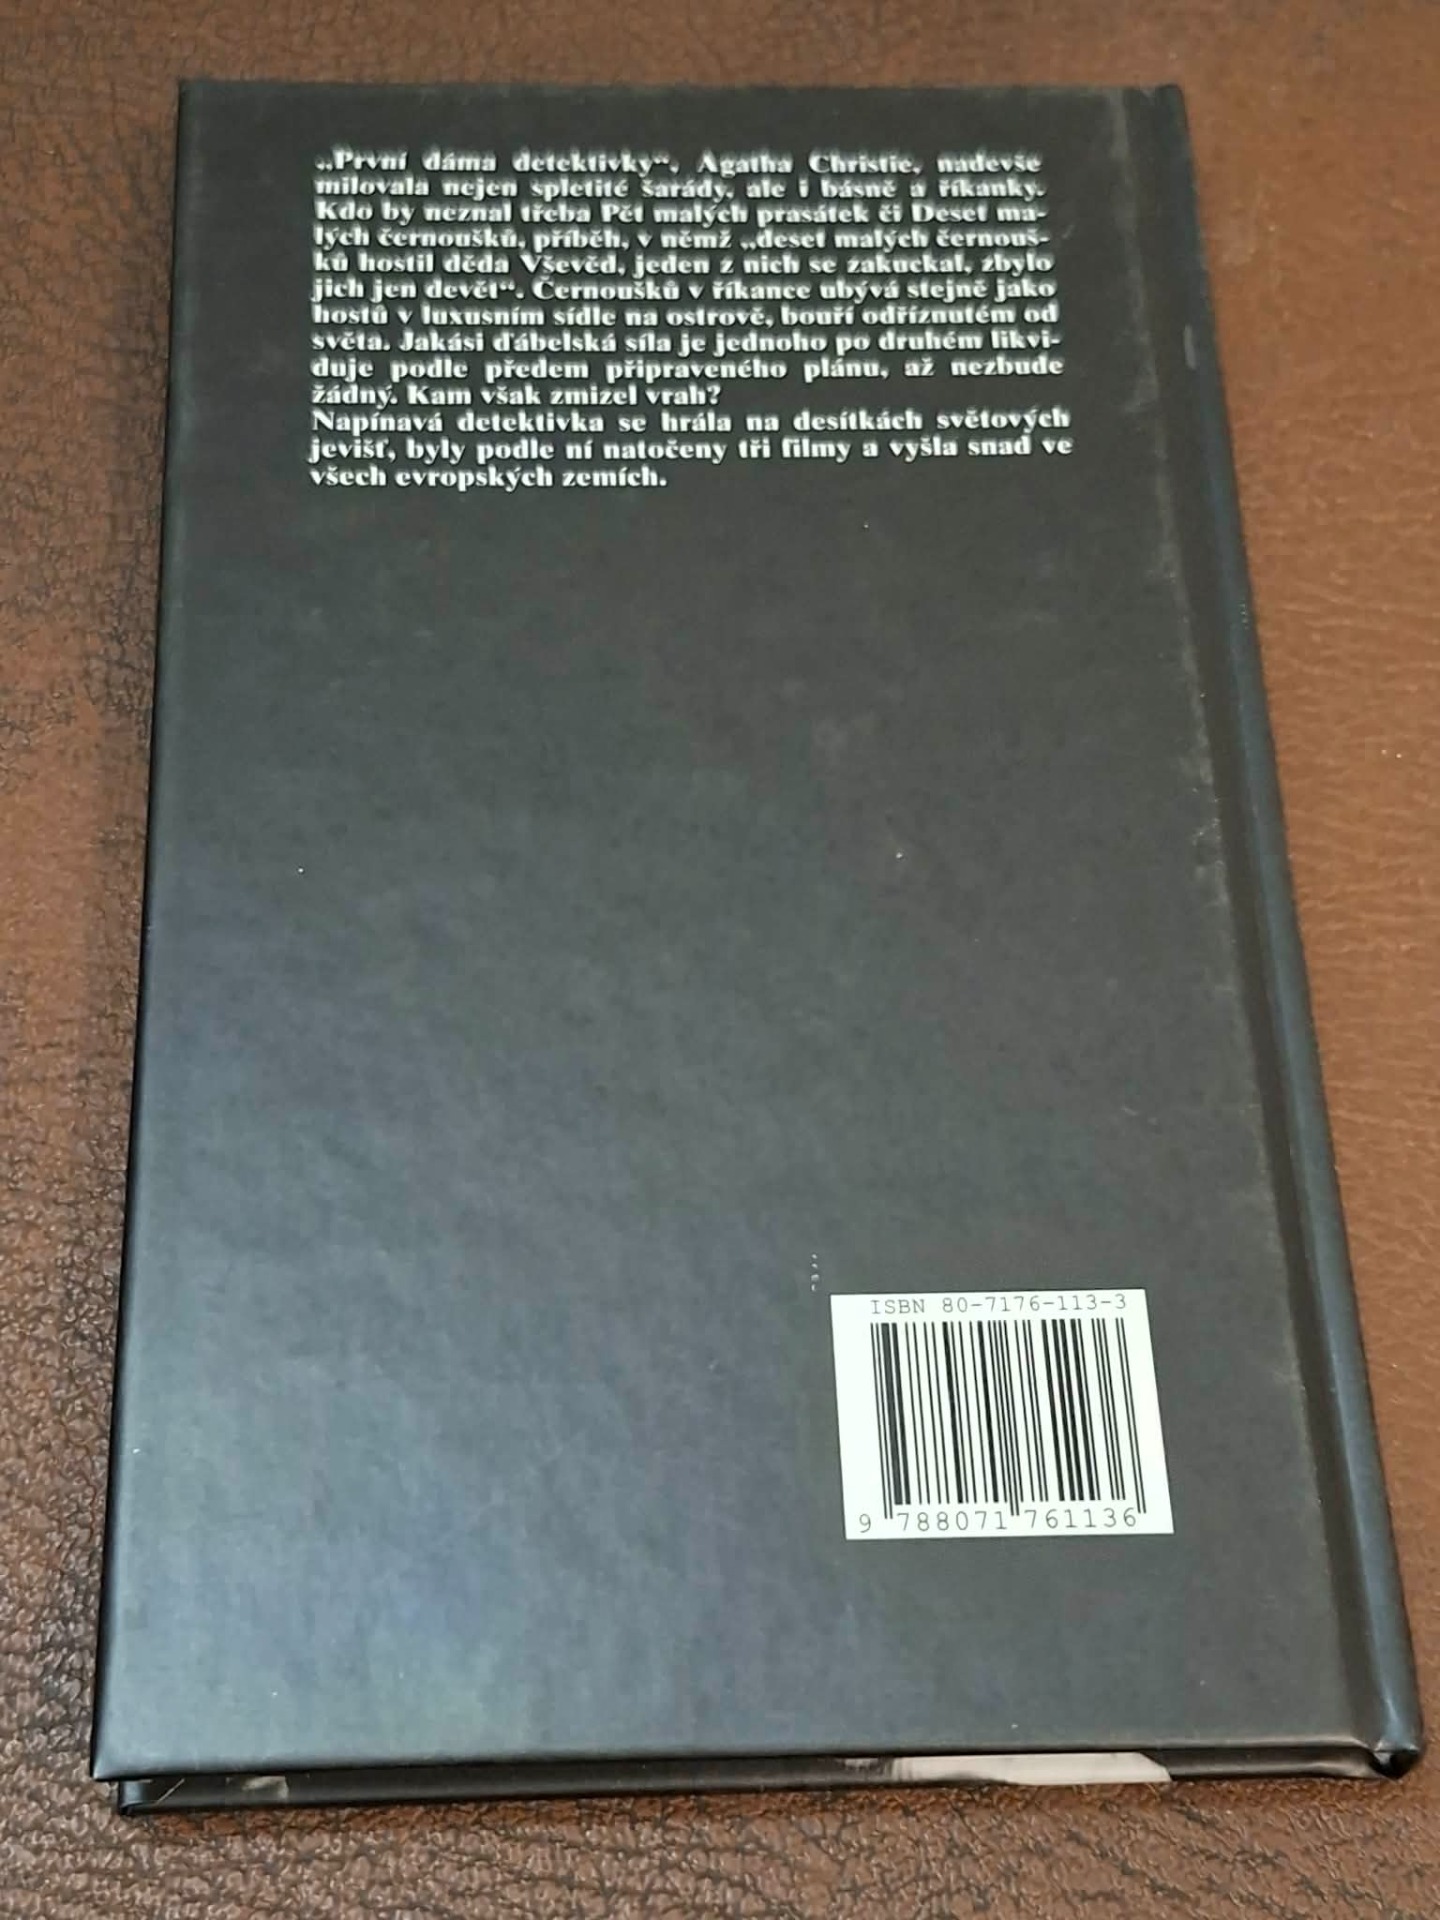 „První dáma detektivky“, Agatha Christie, nadevše
milovala nejen spletité šarády, ale i básně a říkanky.
Kdo by neznal třeba Pět malých prasátek či Deset ma-
lých černoušků, příběh, v němž „deset malých černouš-
ků hostil děda Vševěd, jeden z nich se zakuckal, zbylo
jich jen devět“. Černoušků v říkance ubývá stejně jako
hostů v luxusním sídle na ostrově, bouří odříznutém od
světa. Jakási ďábelská síla je jednoho po druhém likvi-
duje podle předem připraveného plánu, až nezbude
žádný. Kam však zmizel vrah?
Napínavá detektivka se hrála na desítkách světových
jevišť, byly podle ní natočeny tři filmy a vyšla snad ve
všech evropských zemích.
ISBN 80-7176-113-3
9 788071 761136